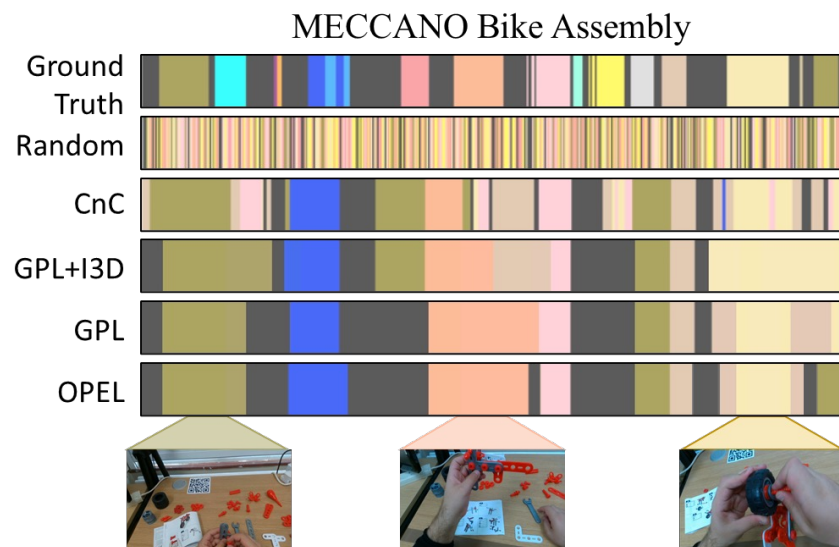 MECCANO Bike Assembly
Ground
Truth
Random
CnC
GPL+I3D
GPL
OPEL